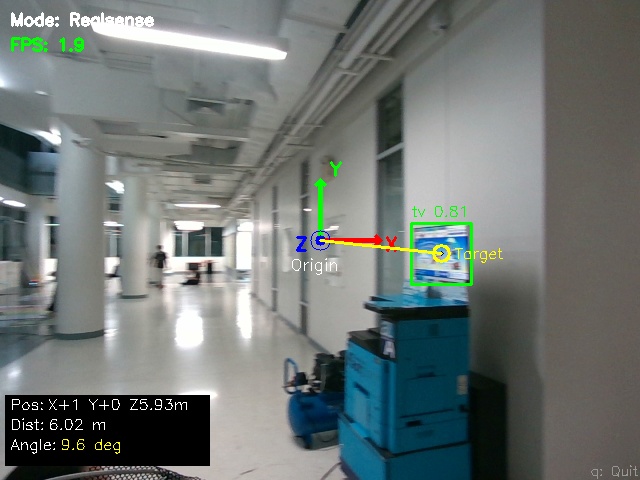 Mode: Realsense
FPS: 1.9
Y
tv 0.81
Z
X
Target
Origin
Pos: X+1 Y+0 Z5.93m
Dist: 6.02 m
Angle: 9.6 deg
q: Quit